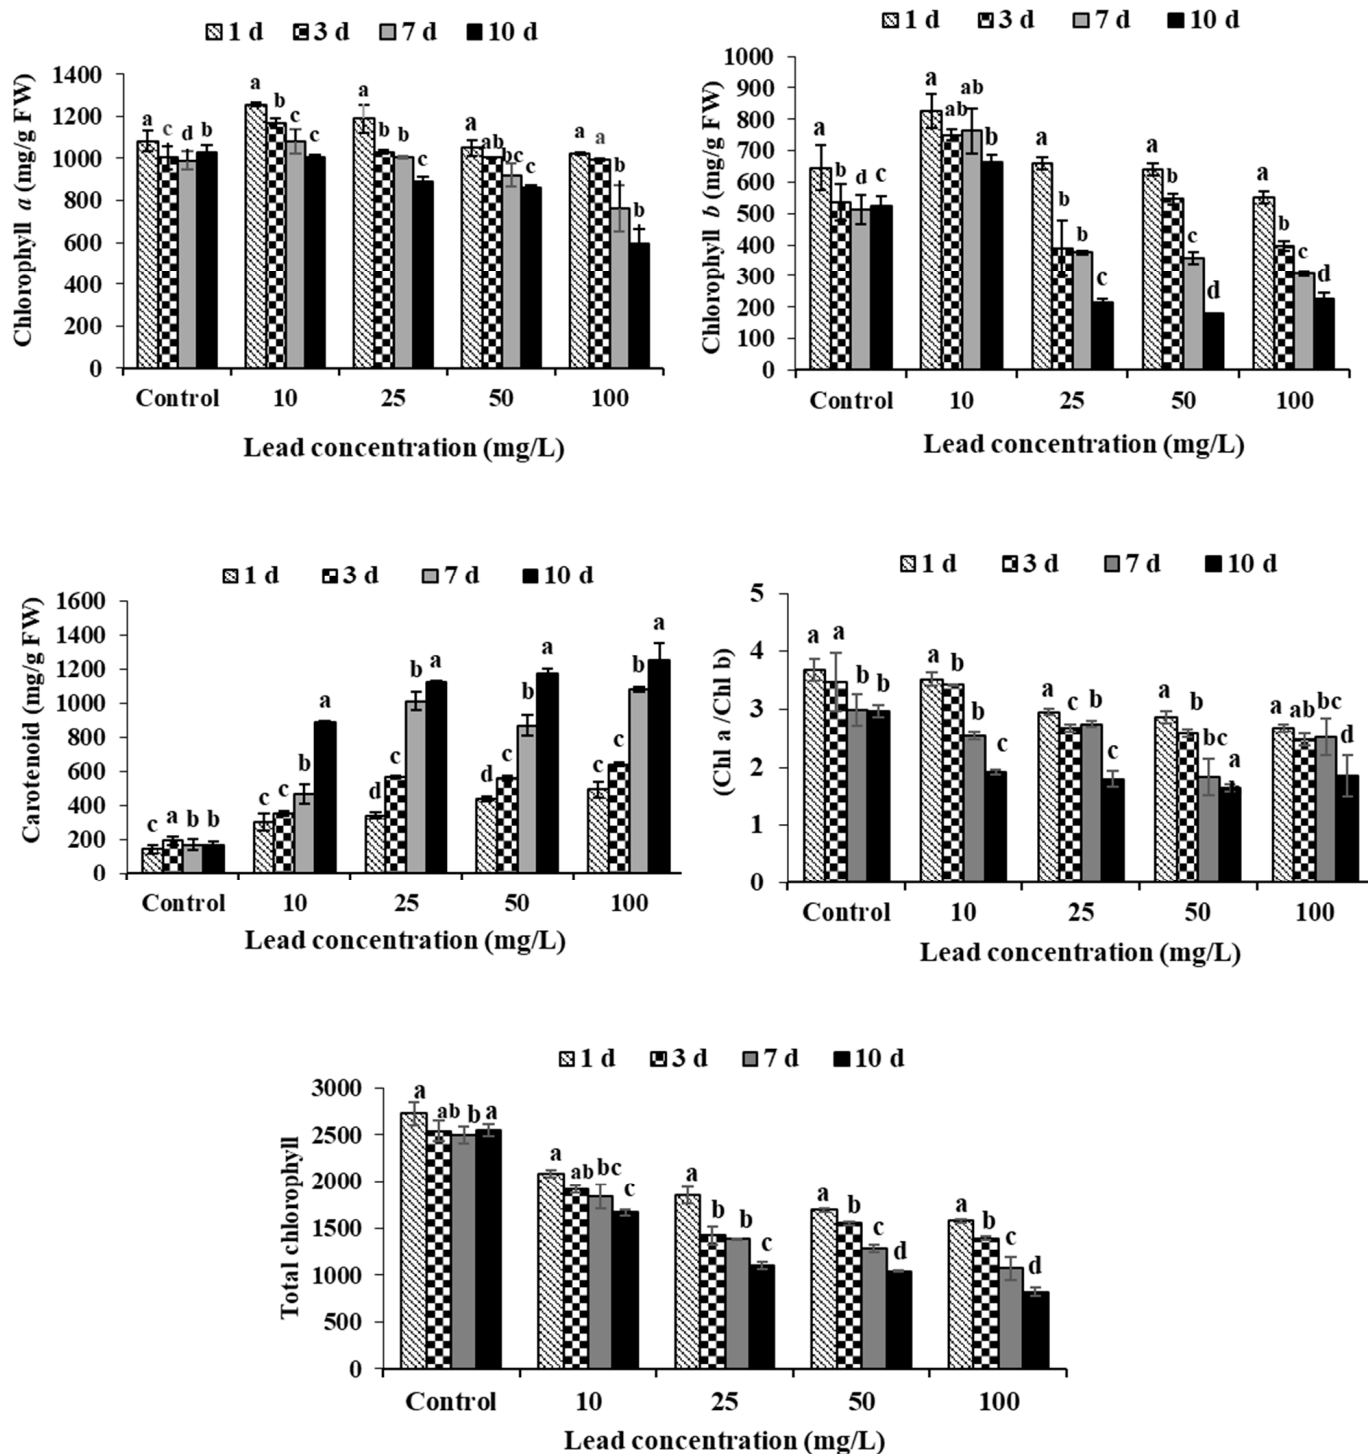 1 d 3 d 7 d 10 d
Chlorophyll a (mg/g FW)
1400
1200
1000
800
600
400
200
0
a c d b a b c c a b b c a ab bc c a a b b
Control 10 25 50 100
Lead concentration (mg/L)
1 d 3 d 7 d 10 d
Chlorophyll b (mg/g FW)
1000
900
800
700
600
500
400
300
200
100
0
a b d c a ab ab b a b b c a b c d a b c d
Control 10 25 50 100
Lead concentration (mg/L)
1 d 3 d 7 d 10 d
Carotenoid (mg/g FW)
1600
1400
1200
1000
800
600
400
200
0
c a b b c c b a d c b a d c b a c c b a
Control 10 25 50 100
Lead concentration (mg/L)
1 d 3 d 7 d 10 d
(Chl a /Chl b)
5
4
3
2
1
0
a a b b a b b c a c b c a b bc a a ab bc d
Control 10 25 50 100
Lead concentration (mg/L)
1 d 3 d 7 d 10 d
Total chlorophyll
3000
2500
2000
1500
1000
500
0
a ab b a a ab bc c a b b c a b c d a b c d
Control 10 25 50 100
Lead concentration (mg/L)